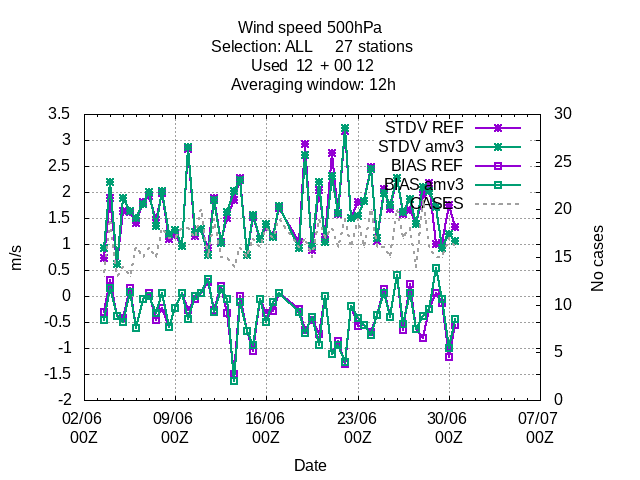 Wind speed 500hPa
Selection: ALL 27 stations
Used 12 + 00 12
Averaging window: 12h
3.5
3
2.5
2
1.5
1
0.5
0
-0.5
-1
-1.5
-2
m/s
30
25
20
15
10
5
0
No cases
STDV REF
STDV amv3
BIAS REF
BIAS amv3
CASES
02/06 09/06 16/06 23/06 30/06 07/07
00Z 00Z 00Z 00Z 00Z 00Z
Date